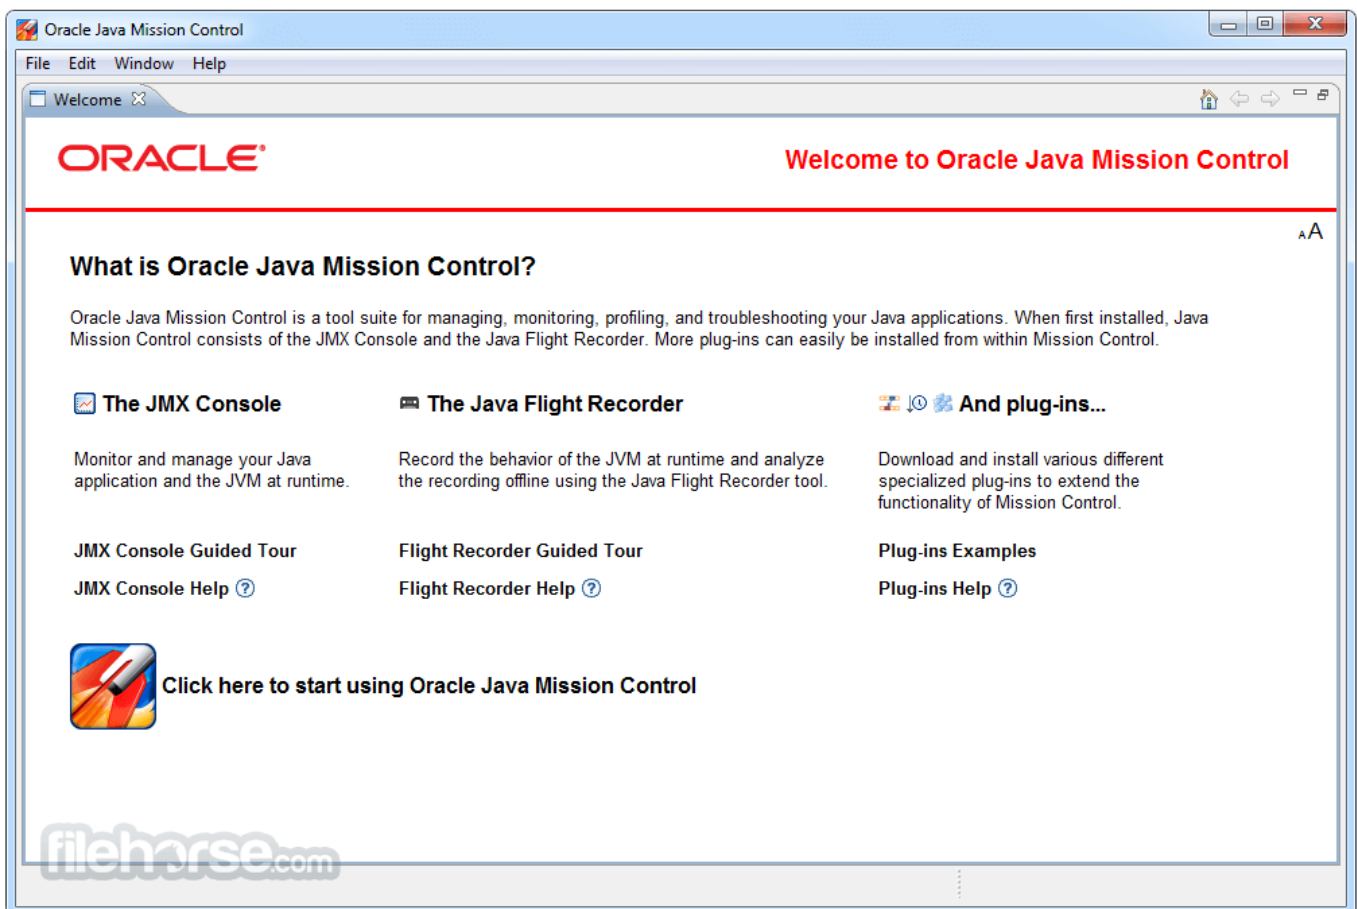 Oracle Java Mission Control
File Edit Window Help
Welcome
ORACLE®
Welcome to Oracle Java Mission Control
AA
What is Oracle Java Mission Control?
Oracle Java Mission Control is a tool suite for managing, monitoring, profiling, and troubleshooting your Java applications. When first installed, Java
Mission Control consists of the JMX Console and the Java Flight Recorder. More plug-ins can easily be installed from within Mission Control.
The JMX Console
Monitor and manage your Java
application and the JVM at runtime.
JMX Console Guided Tour
JMX Console Help ?
The Java Flight Recorder
Record the behavior of the JVM at runtime and analyze
the recording offline using the Java Flight Recorder tool.
Flight Recorder Guided Tour
Flight Recorder Help ?
And plug-ins...
Download and install various different
specialized plug-ins to extend the
functionality of Mission Control.
Plug-ins Examples
Plug-ins Help ?
Click here to start using Oracle Java Mission Control
filehorse.com